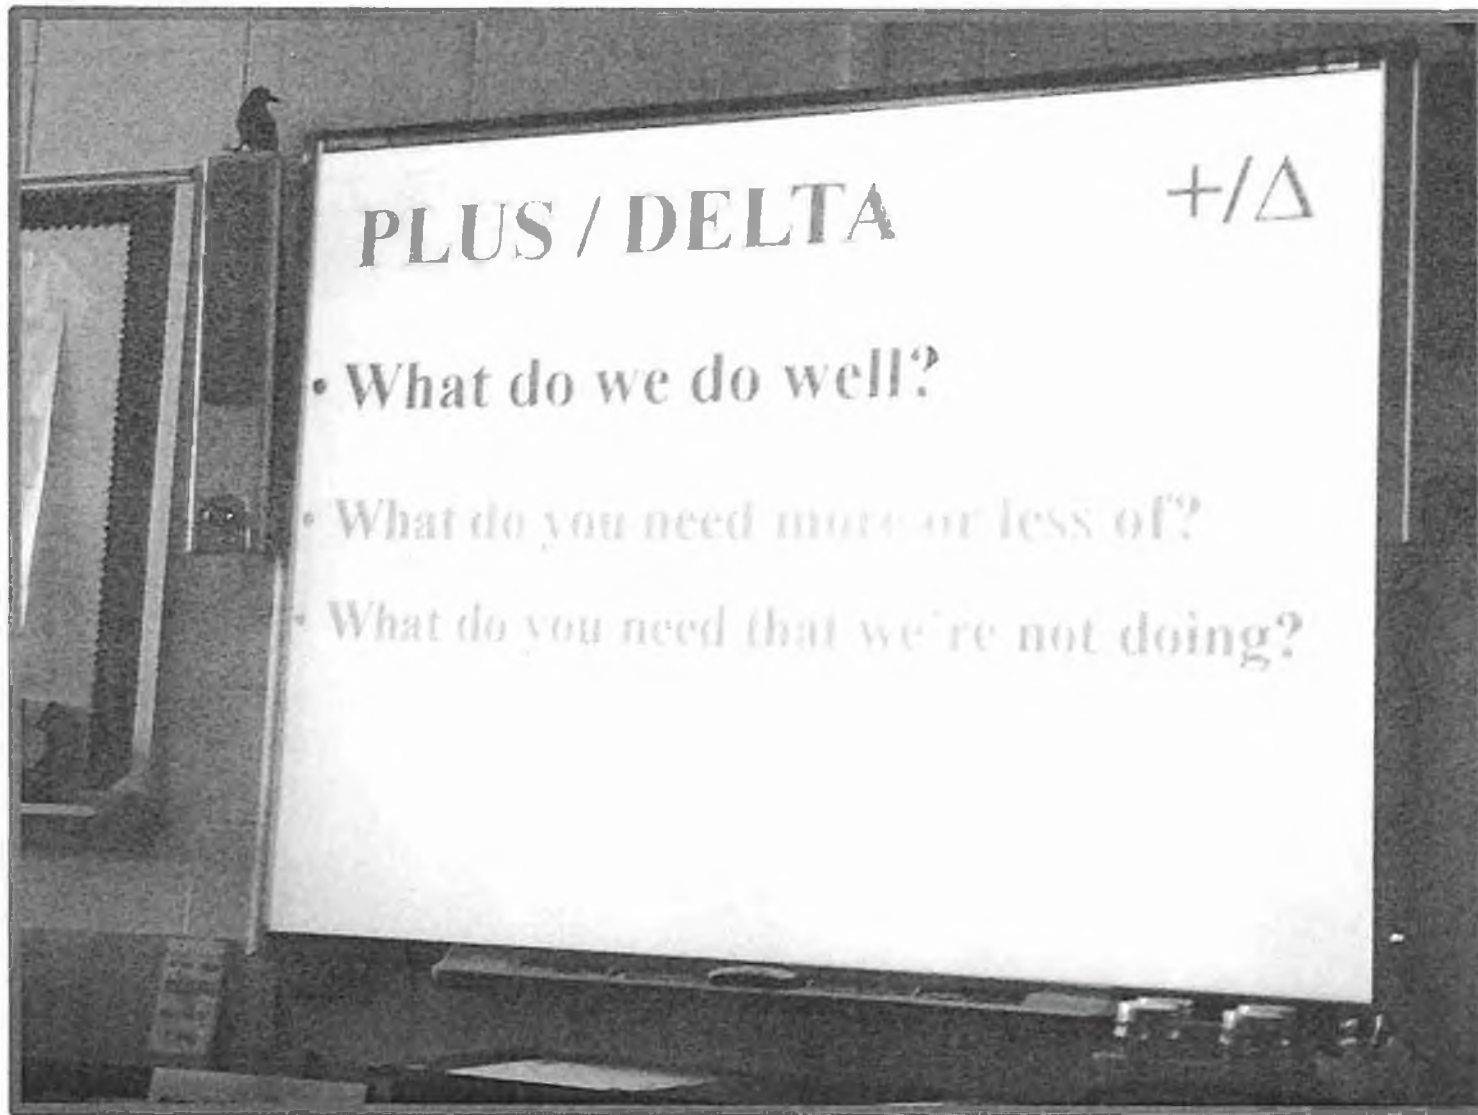 PLUS / DELTA +/Δ
• What do we do well?
• What do you need more or less of?
• What do you need that we're not doing?